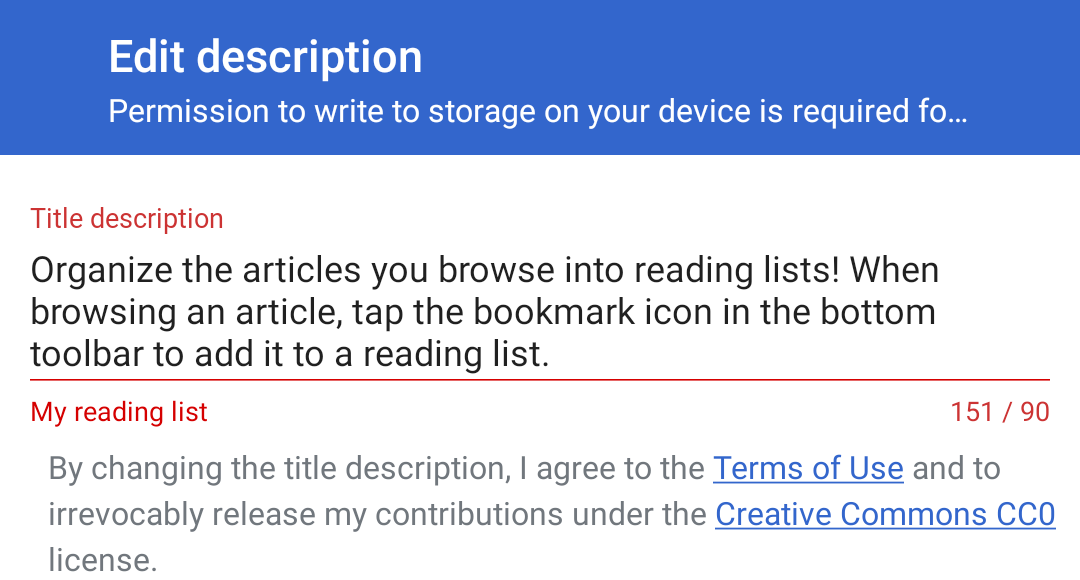 Edit description
Permission to write to storage on your device is required fo...
Title description
Organize the articles you browse into reading lists! When
browsing an article, tap the bookmark icon in the bottom
toolbar to add it to a reading list.
My reading list
151 / 90
By changing the title description, I agree to the Terms of Use and to
irrevocably release my contributions under the Creative Commons CC0
license.